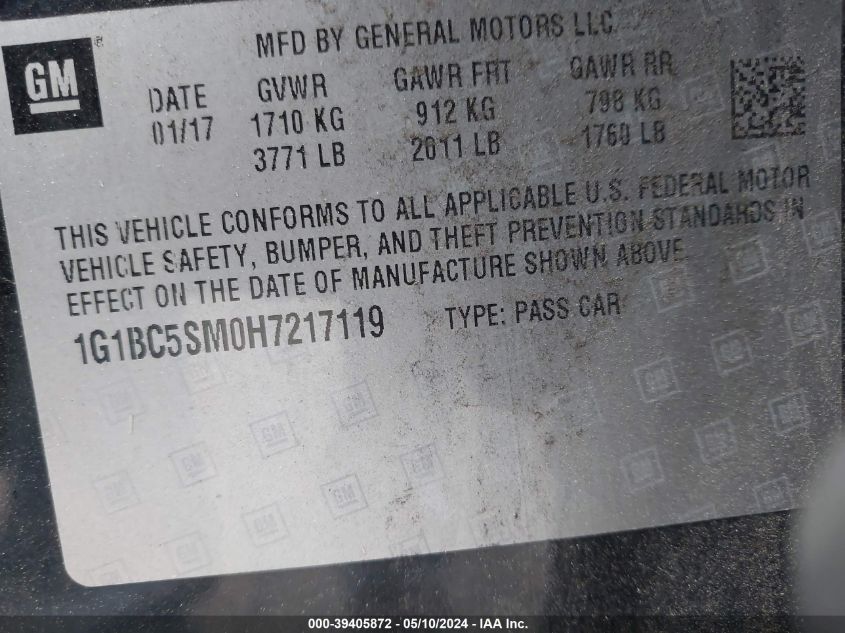 MFD BY GENERAL MOTORS LLC
GM ®
DATE GVWR GAWR FRT GAWR RR
01/17 1710 KG 912 KG 798 KG
3771 LB 2011 LB 1760 LB
THIS VEHICLE CONFORMS TO ALL APPLICABLE U.S. FEDERAL MOTOR
VEHICLE SAFETY, BUMPER, AND THEFT PREVENTION STANDARDS IN
EFFECT ON THE DATE OF MANUFACTURE SHOWN ABOVE.
1G1BC5SM0H7217119 TYPE: PASS CAR
000-39405872 - 05/10/2024 - IAA Inc.